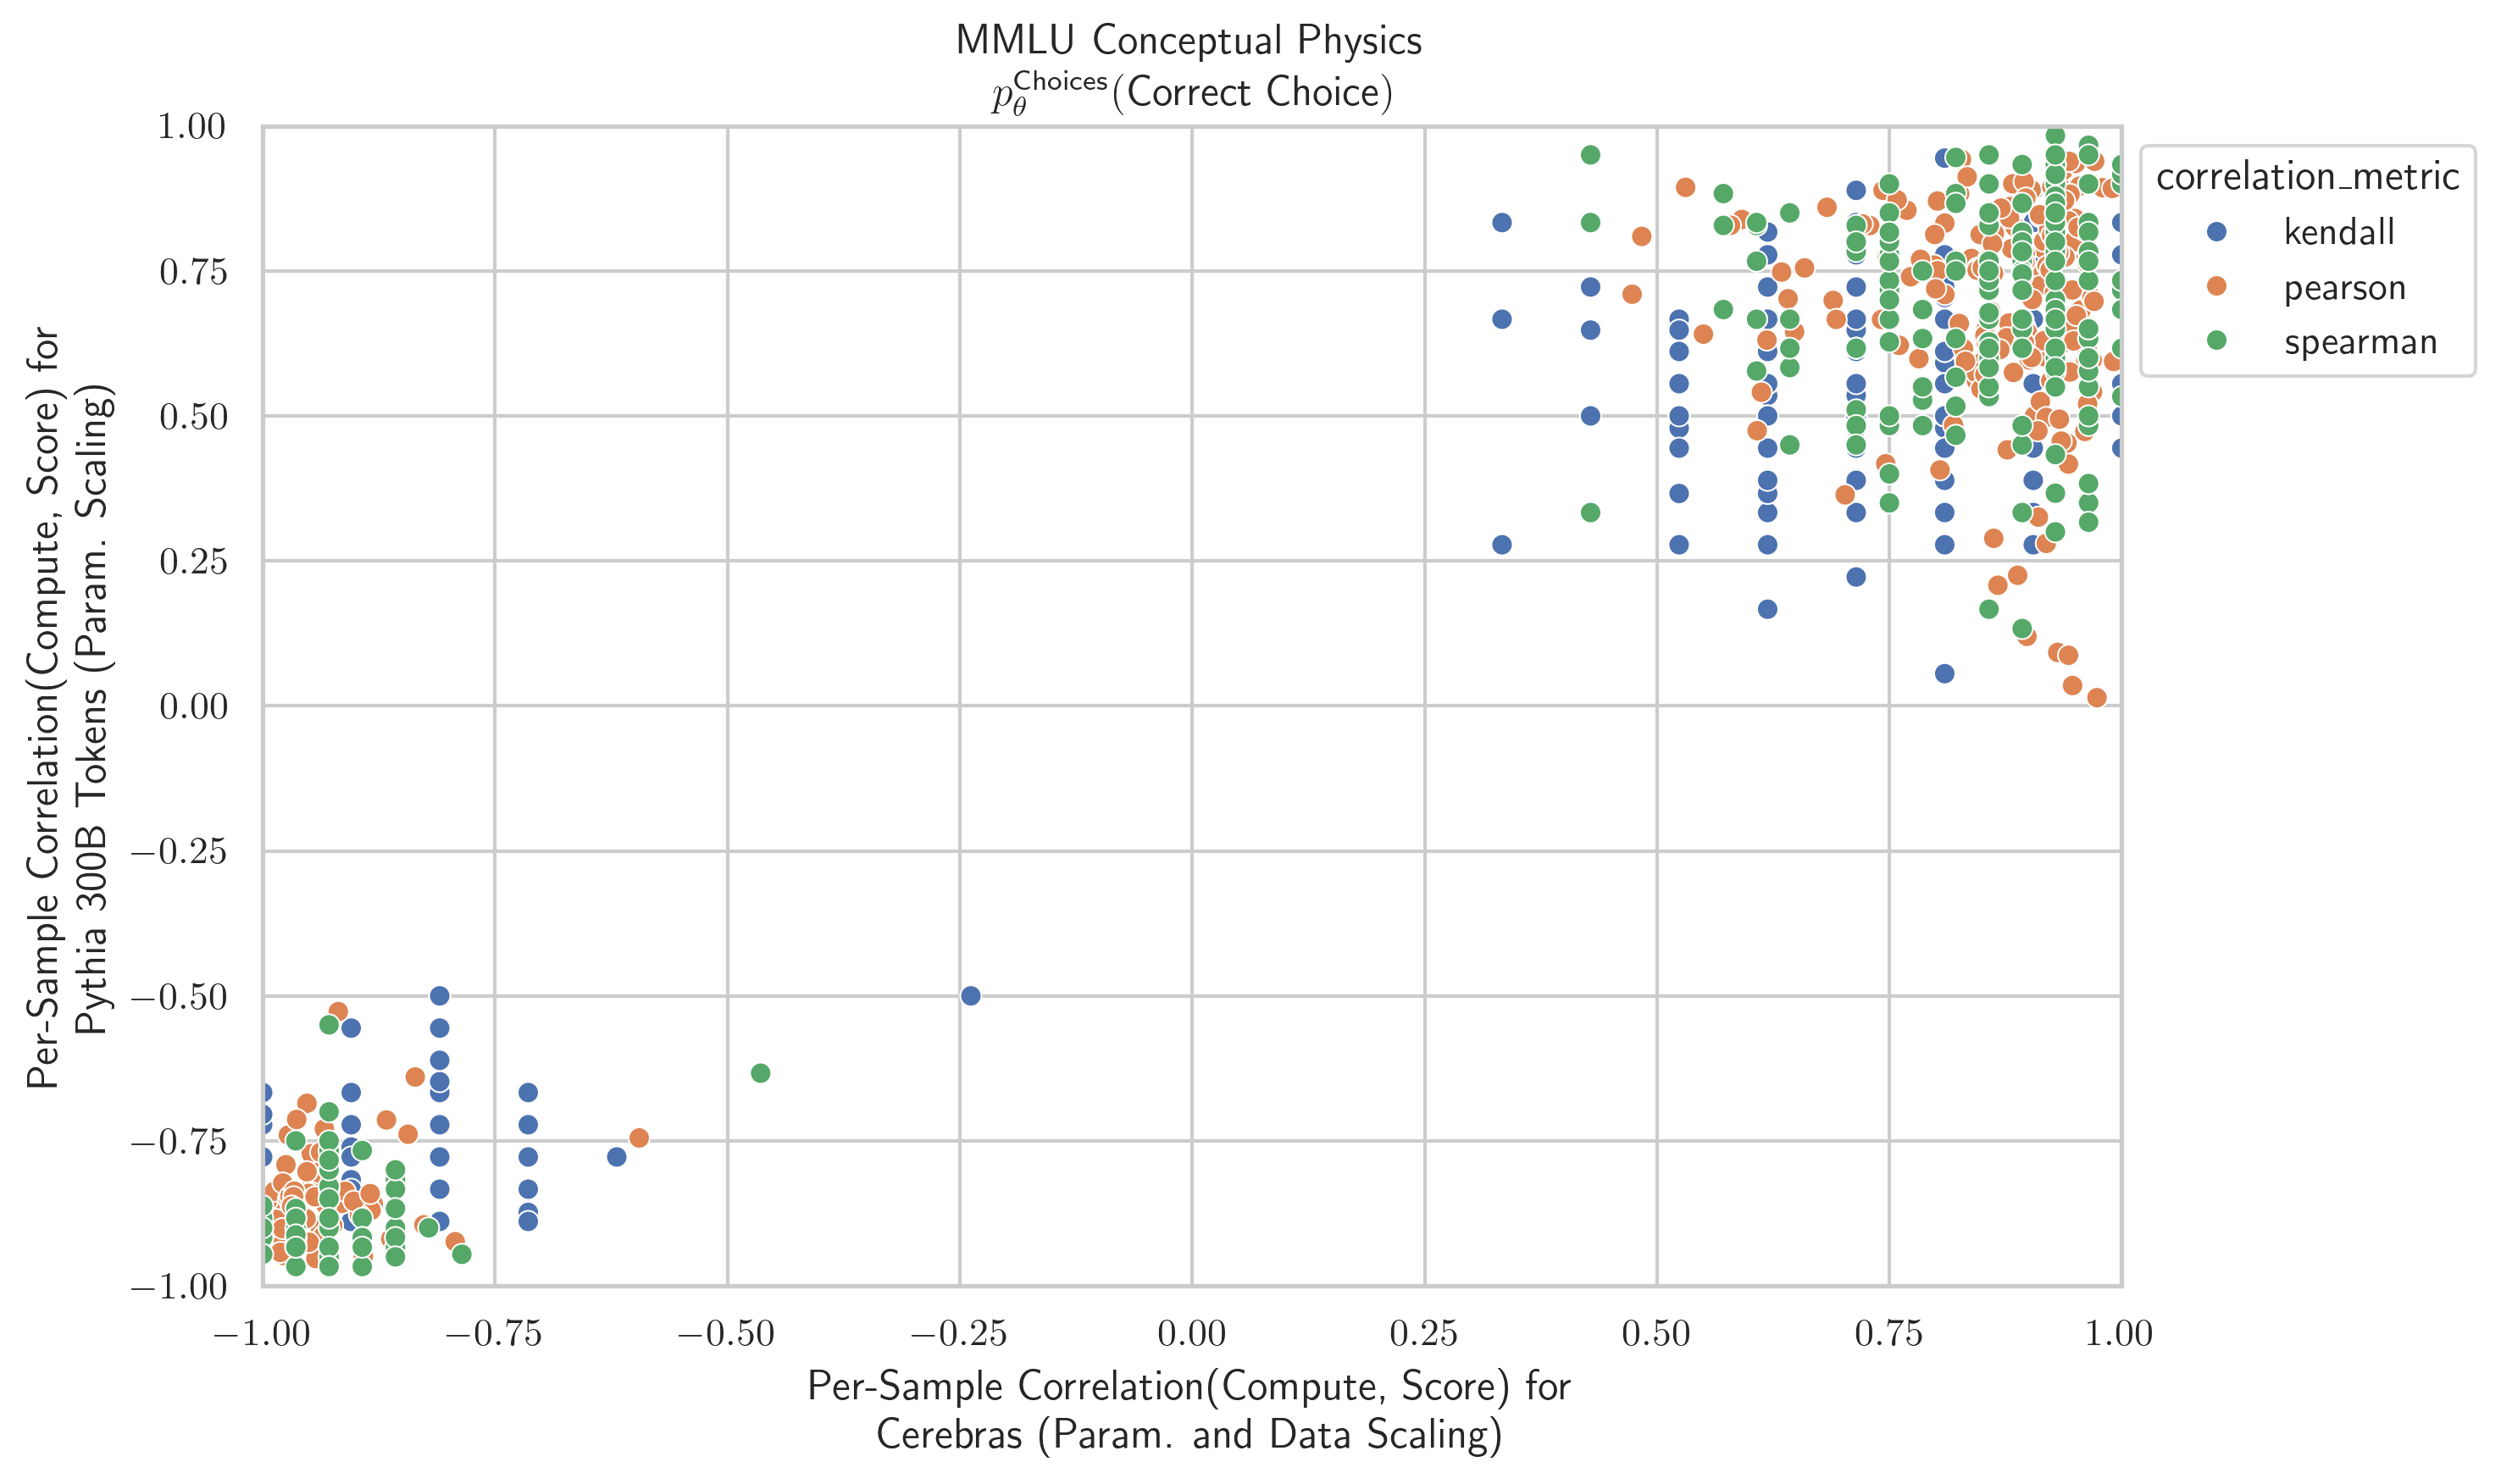 MMLU Conceptual Physics
p_θ^Choices(Correct Choice)
1.00
0.75
0.50
0.25
0.00
−0.25
−0.50
−0.75
−1.00
Per-Sample Correlation(Compute, Score) for
Pythia 300B Tokens (Param. Scaling)
correlation_metric
kendall
pearson
spearman
−1.00
−0.75
−0.50
−0.25
0.00
0.25
0.50
0.75
1.00
Per-Sample Correlation(Compute, Score) for
Cerebras (Param. and Data Scaling)